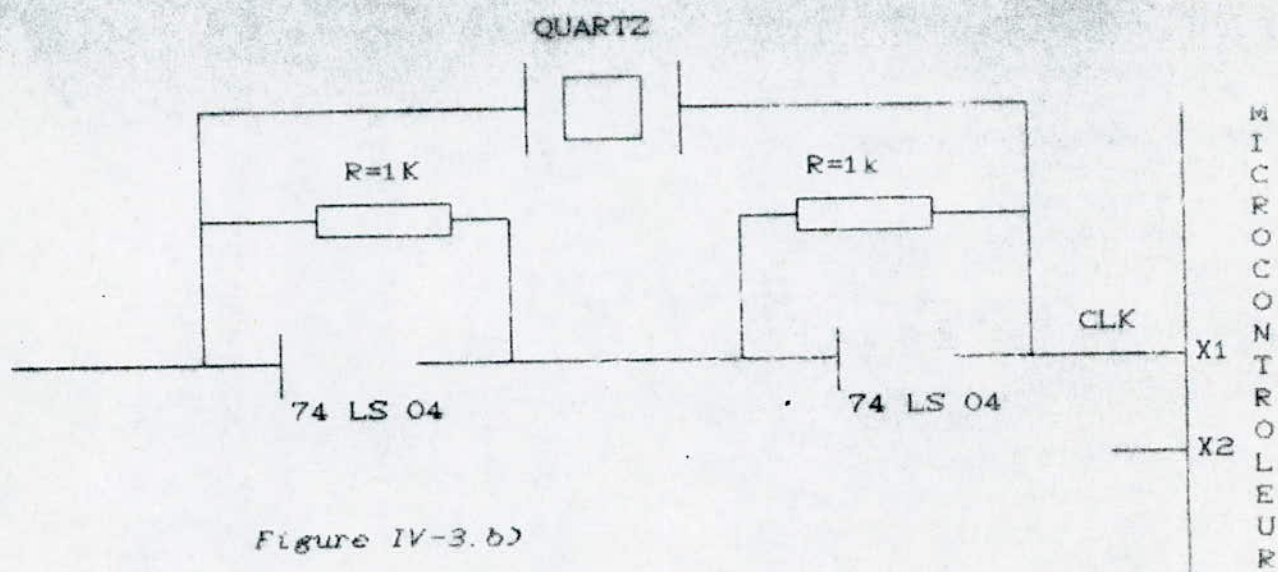 QUARTZ
R=1K
R=1k
CLK
X1
74 LS 04
74 LS 04
X2
Figure IV-3.b)
MICROCONTROLEUR